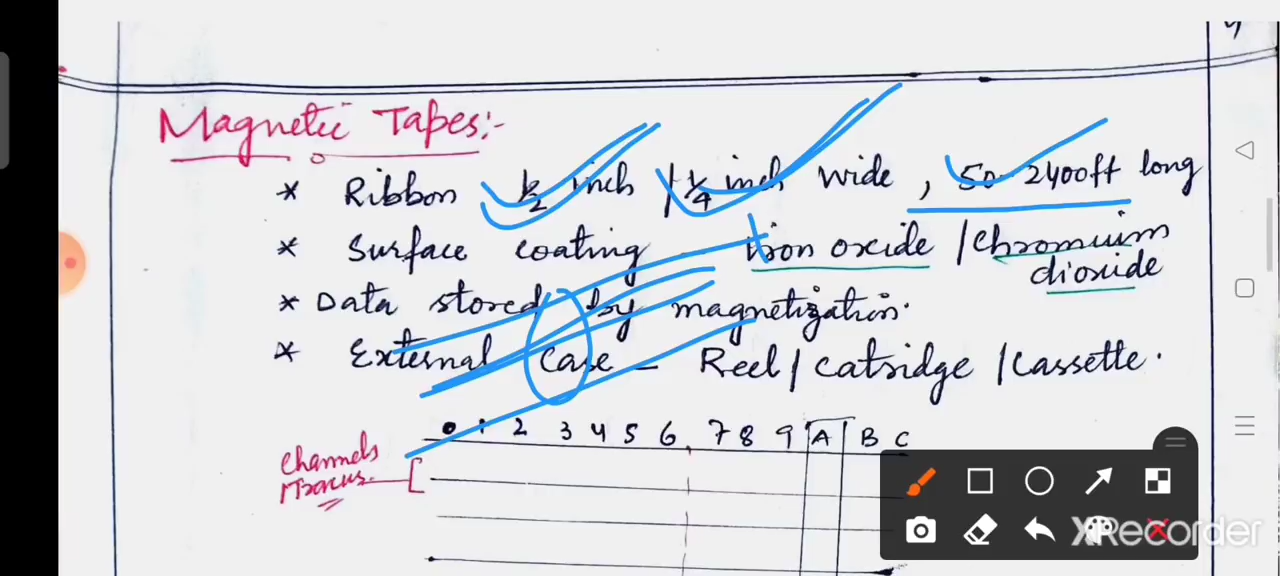 Magnetic Tapes:-
* Ribbon 1/2 inch / 1/4 inch wide, 50-2400ft long
* Surface coating - Iron oxide / Chromium dioxide
* Data stored by magnetization.
* External Case - Reel / Catsridge / Cassette.
0 1 2 3 4 5 6 7 8 9 A B C
Channels
XRecorder